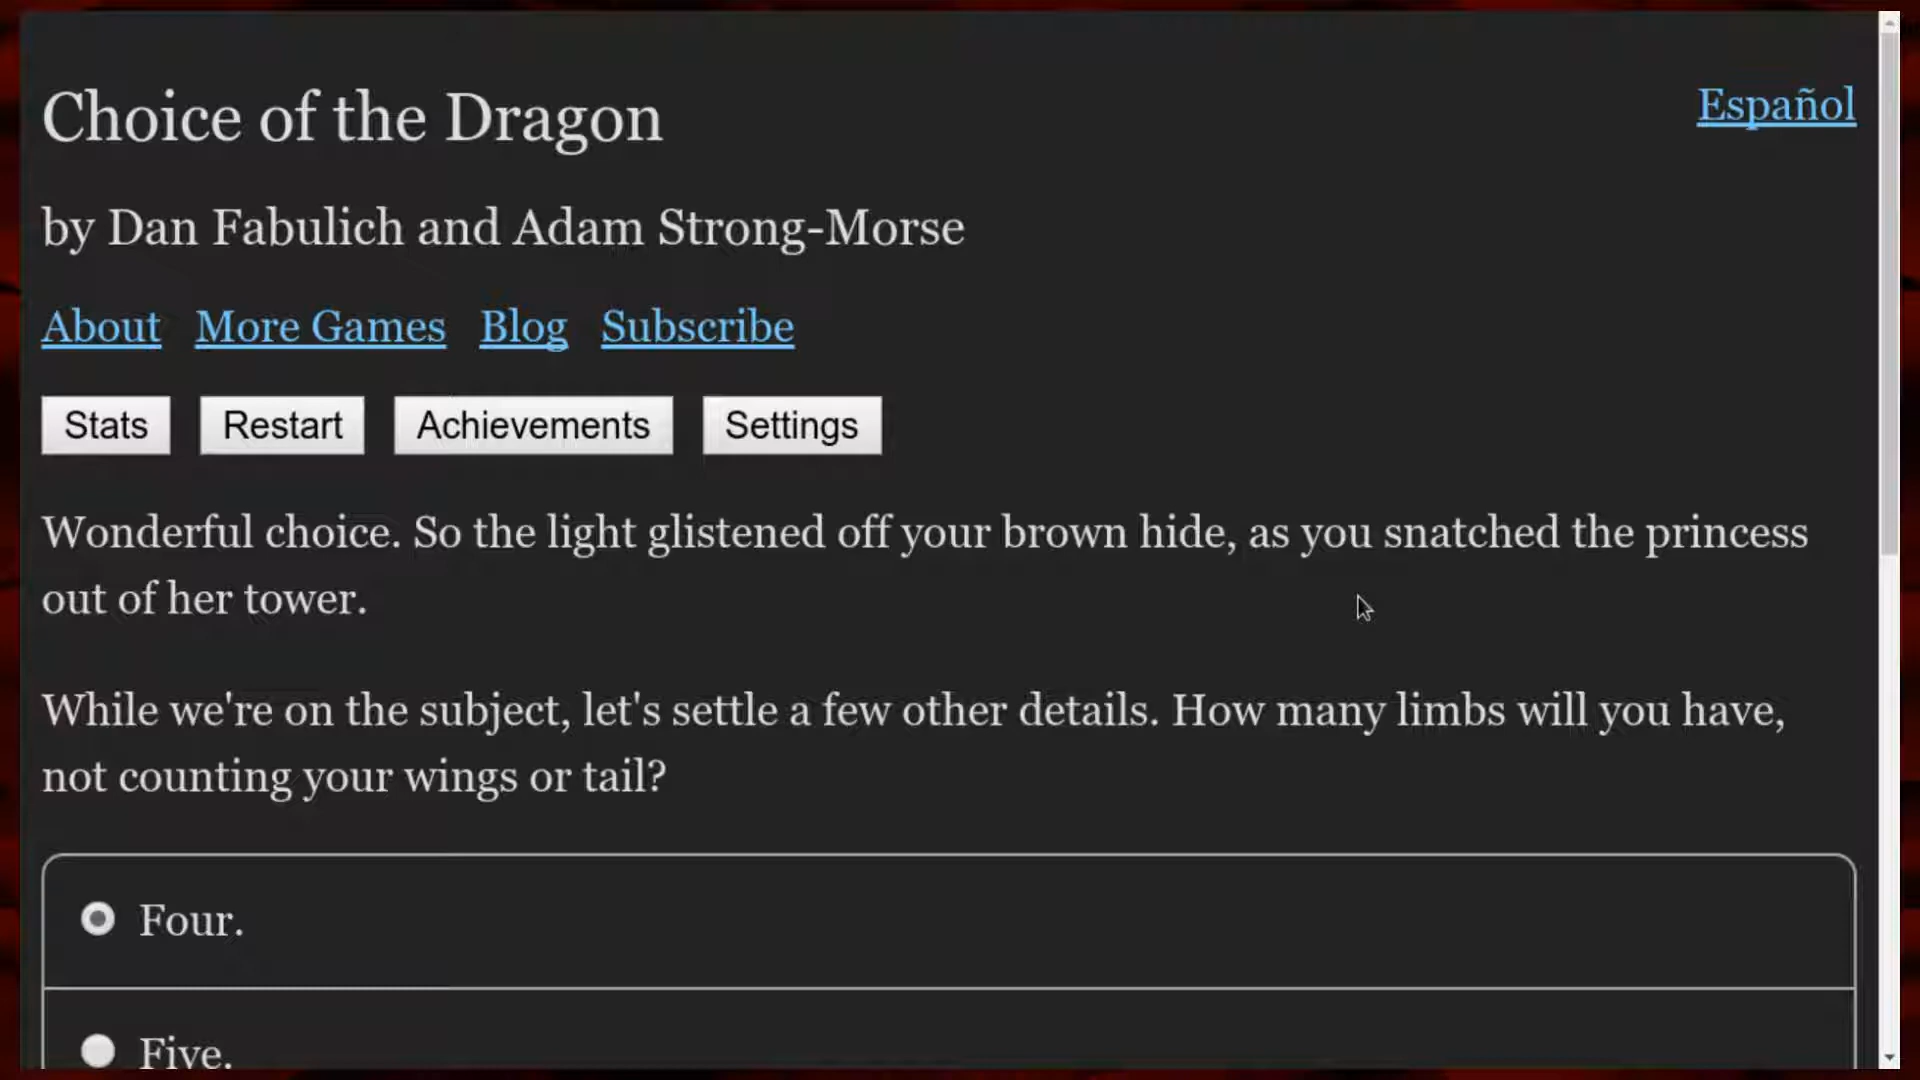 Choice of the Dragon
Español
by Dan Fabulich and Adam Strong-Morse
About More Games Blog Subscribe
Stats Restart Achievements Settings
Wonderful choice. So the light glistened off your brown hide, as you snatched the princess
out of her tower.
While we're on the subject, let's settle a few other details. How many limbs will you have,
not counting your wings or tail?
Four.
Five.